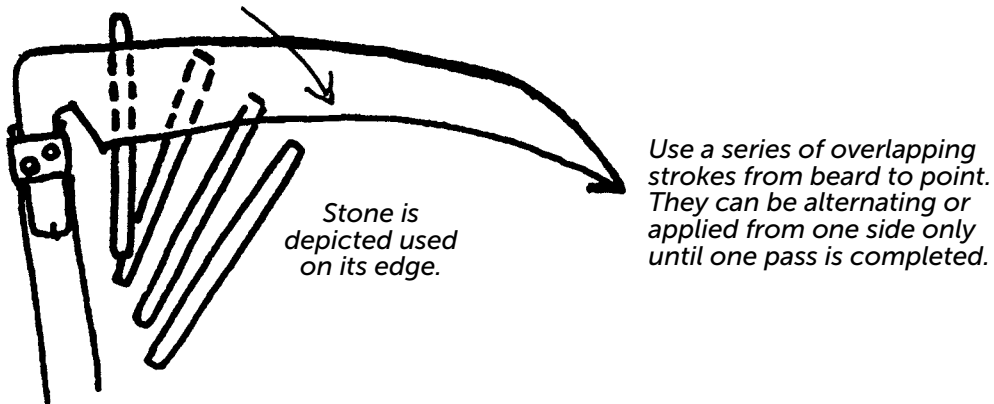 Stone is
depicted used
on its edge.
Use a series of overlapping
strokes from beard to point.
They can be alternating or
applied from one side only
until one pass is completed.